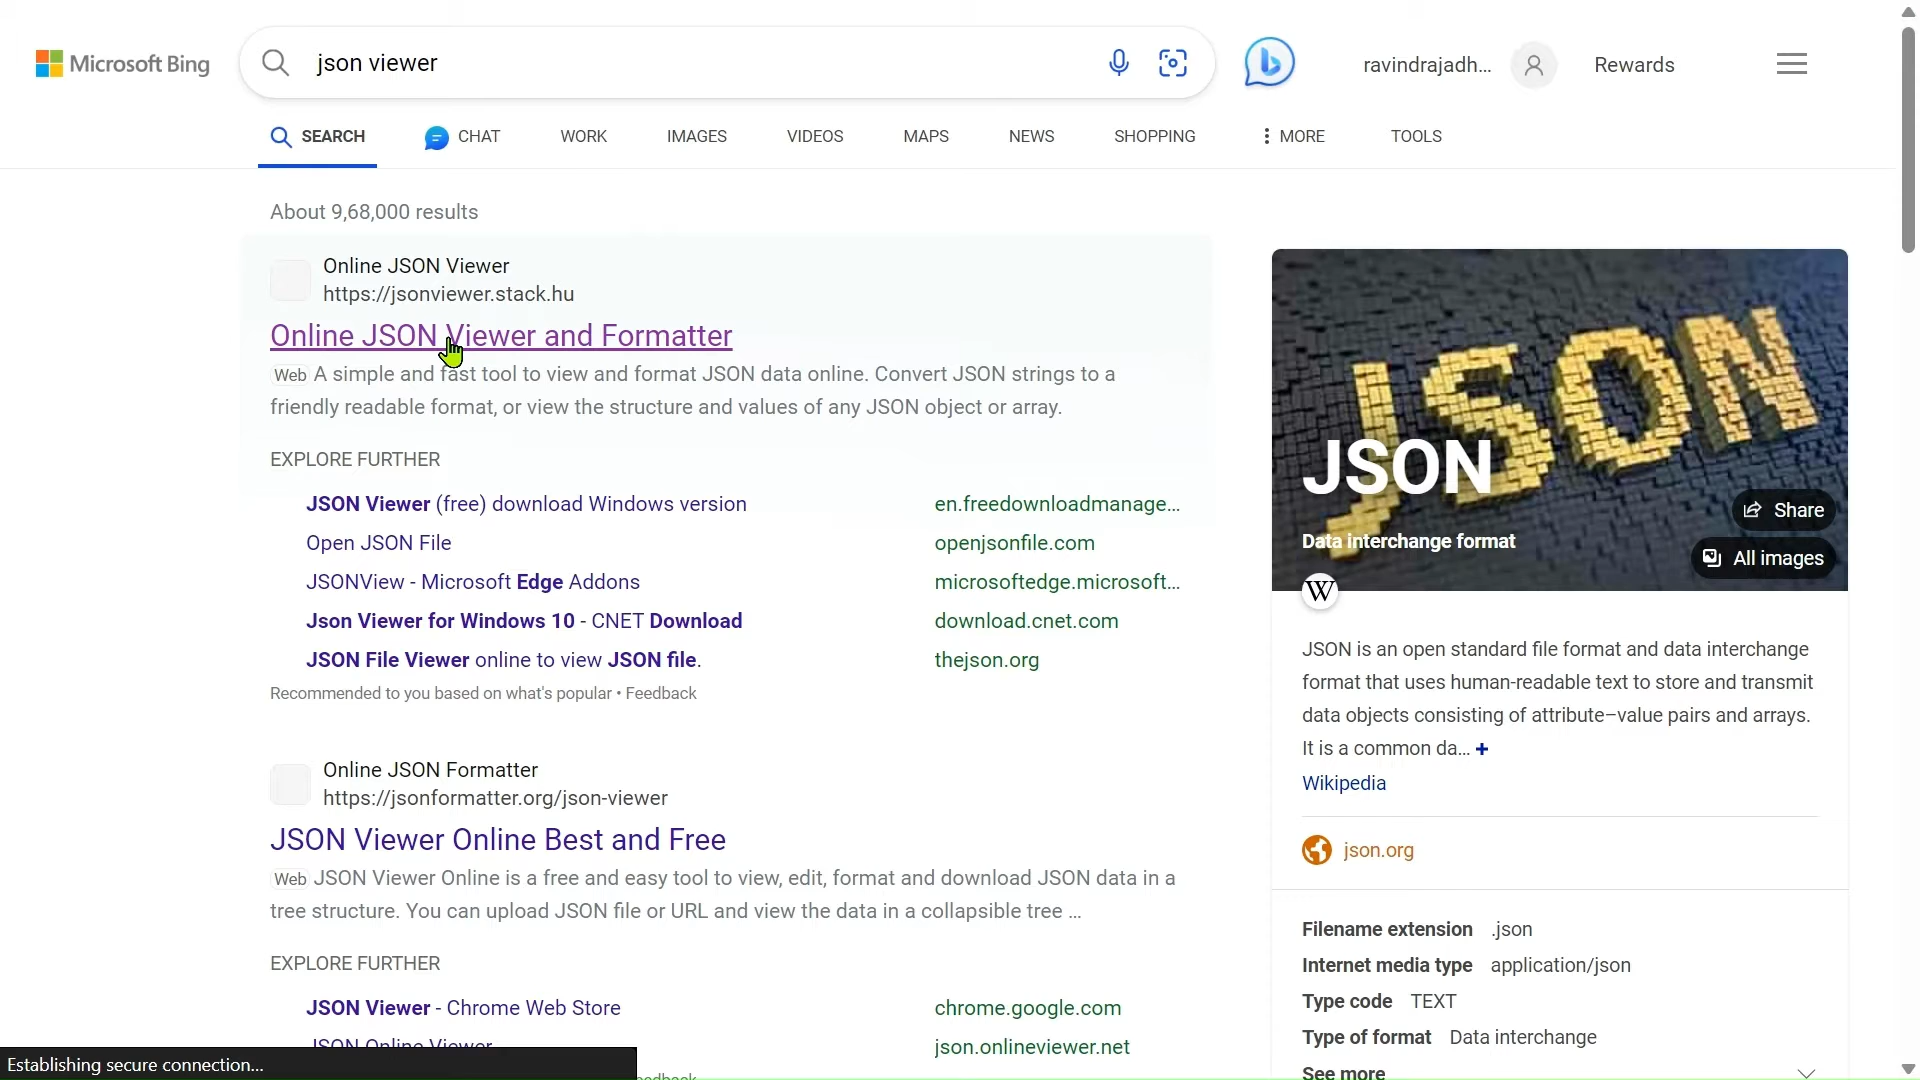 Microsoft Bing
json viewer
ravindrajadh...
Rewards
SEARCH
CHAT
WORK
IMAGES
VIDEOS
MAPS
NEWS
SHOPPING
MORE
TOOLS
About 9,68,000 results
Online JSON Viewer
https://jsonviewer.stack.hu
Online JSON Viewer and Formatter
Web A simple and fast tool to view and format JSON data online. Convert JSON strings to a
friendly readable format, or view the structure and values of any JSON object or array.
EXPLORE FURTHER
JSON Viewer (free) download Windows version en.freedownloadmanage...
Open JSON File openjsonfile.com
JSONView - Microsoft Edge Addons microsoftedge.microsoft...
Json Viewer for Windows 10 - CNET Download download.cnet.com
JSON File Viewer online to view JSON file. thejson.org
Recommended to you based on what's popular • Feedback
Online JSON Formatter
https://jsonformatter.org/json-viewer
JSON Viewer Online Best and Free
Web JSON Viewer Online is a free and easy tool to view, edit, format and download JSON data in a
tree structure. You can upload JSON file or URL and view the data in a collapsible tree ...
EXPLORE FURTHER
JSON Viewer - Chrome Web Store chrome.google.com
JSON Online Viewer json.onlineviewer.net
Establishing secure connection...
JSON
JSON
Data interchange format
Share
All images
W
JSON is an open standard file format and data interchange
format that uses human-readable text to store and transmit
data objects consisting of attribute–value pairs and arrays.
It is a common da... +
Wikipedia
json.org
Filename extension .json
Internet media type application/json
Type code TEXT
Type of format Data interchange
See more